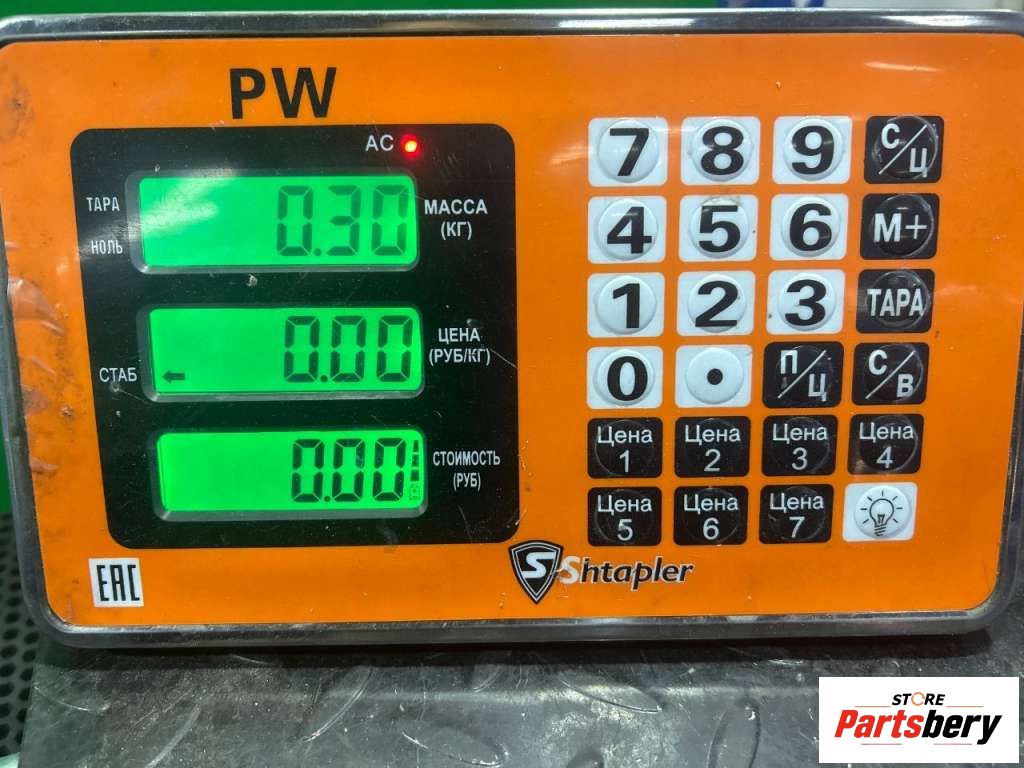 PW
AC
ТАРА
НОЛЬ
0.30
МАССА
(КГ)
СТАБ
0.00
ЦЕНА
(РУБ/КГ)
0.00
СТОИМОСТЬ
(РУБ)
7 8 9 С/Ц
4 5 6 М+
1 2 3 ТАРА
0 . П/Ц С/В
Цена 1 Цена 2 Цена 3 Цена 4
Цена 5 Цена 6 Цена 7
EAC
S Shtapler
STORE
Partsbery